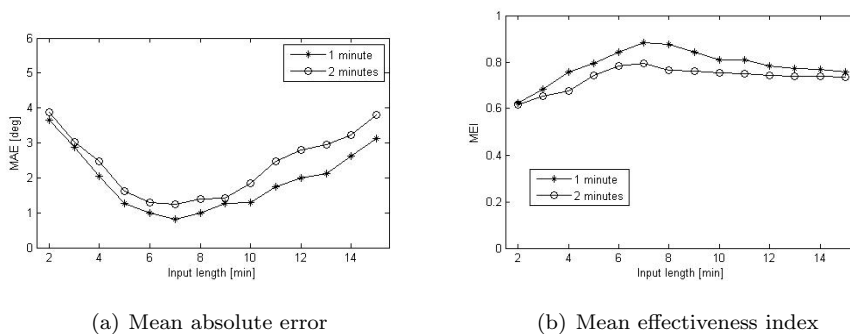 6
5
4
3
2
1
0
MAE [deg]
1 minute
2 minutes
2 4 6 8 10 12 14
Input length [min]
(a) Mean absolute error
1
0.8
0.6
0.4
0.2
0
MEI
1 minute
2 minutes
2 4 6 8 10 12 14
Input length [min]
(b) Mean effectiveness index